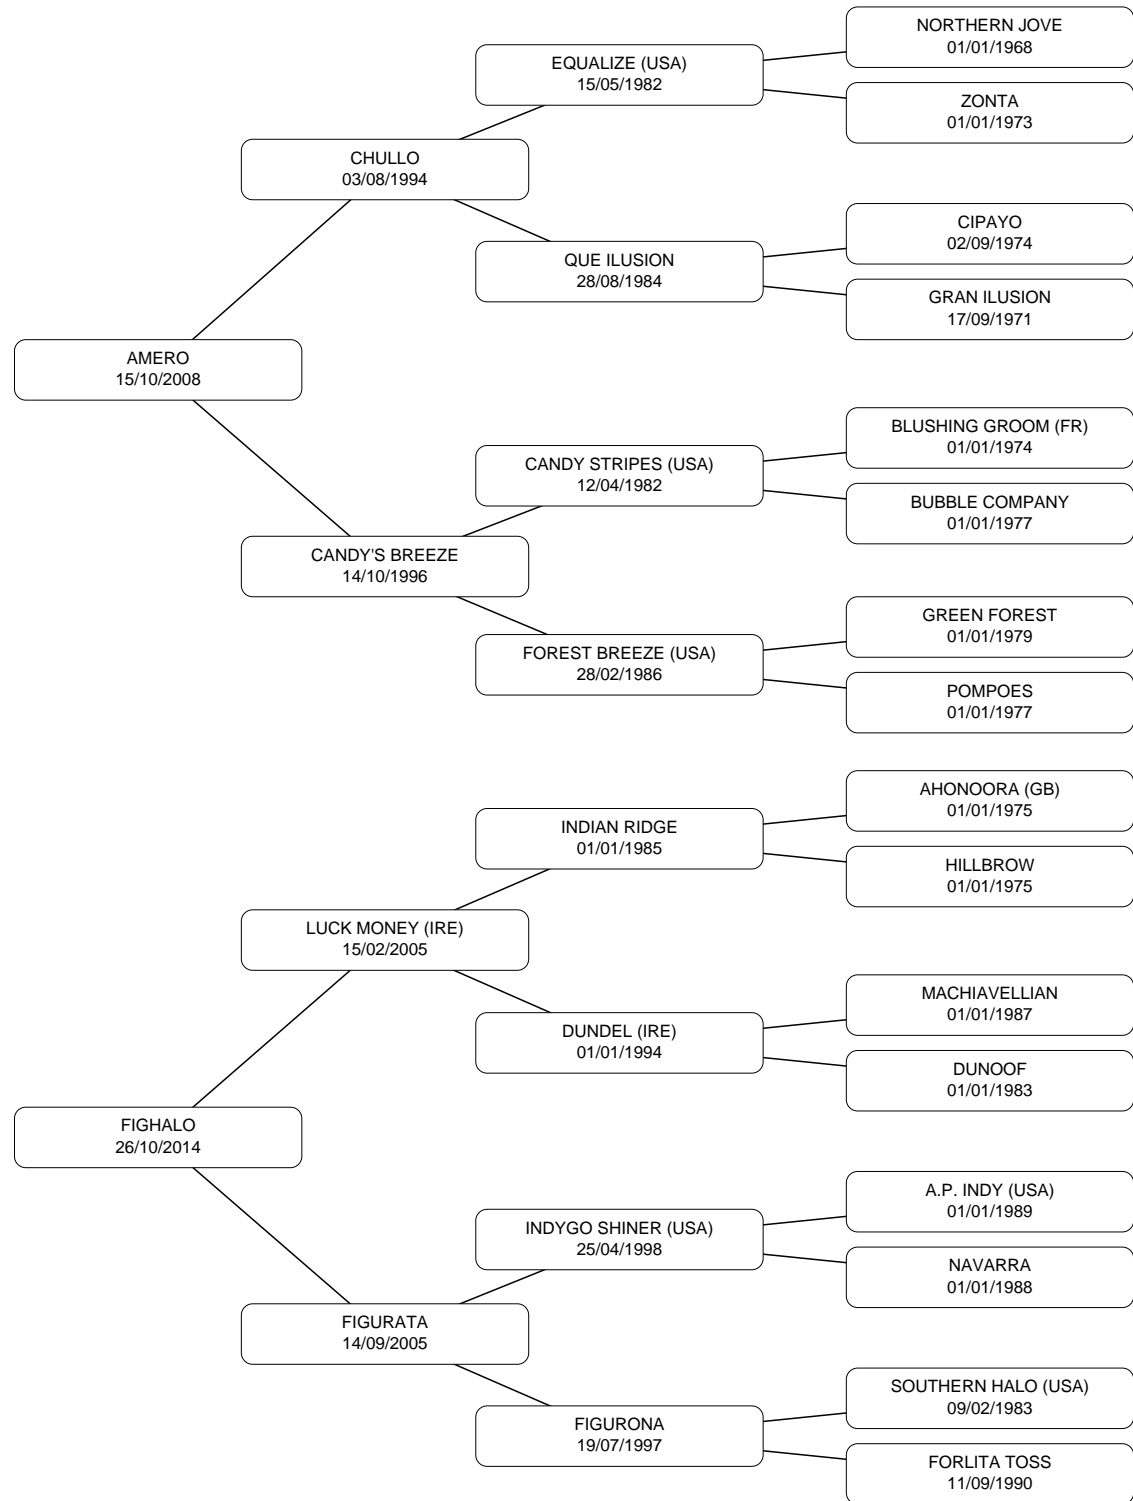 NORTHERN JOVE
01/01/1968
EQUALIZE (USA)
15/05/1982
ZONTA
01/01/1973
CHULLO
03/08/1994
CIPAYO
02/09/1974
QUE ILUSION
28/08/1984
GRAN ILUSION
17/09/1971
AMERO
15/10/2008
BLUSHING GROOM (FR)
01/01/1974
CANDY STRIPES (USA)
12/04/1982
BUBBLE COMPANY
01/01/1977
CANDY'S BREEZE
14/10/1996
GREEN FOREST
01/01/1979
FOREST BREEZE (USA)
28/02/1986
POMPOES
01/01/1977
AHONOORA (GB)
01/01/1975
INDIAN RIDGE
01/01/1985
HILLBROW
01/01/1975
LUCK MONEY (IRE)
15/02/2005
MACHIAVELLIAN
01/01/1987
DUNDEL (IRE)
01/01/1994
DUNOOF
01/01/1983
FIGHALO
26/10/2014
A.P. INDY (USA)
01/01/1989
INDYGO SHINER (USA)
25/04/1998
NAVARRA
01/01/1988
FIGURATA
14/09/2005
SOUTHERN HALO (USA)
09/02/1983
FIGURONA
19/07/1997
FORLITA TOSS
11/09/1990